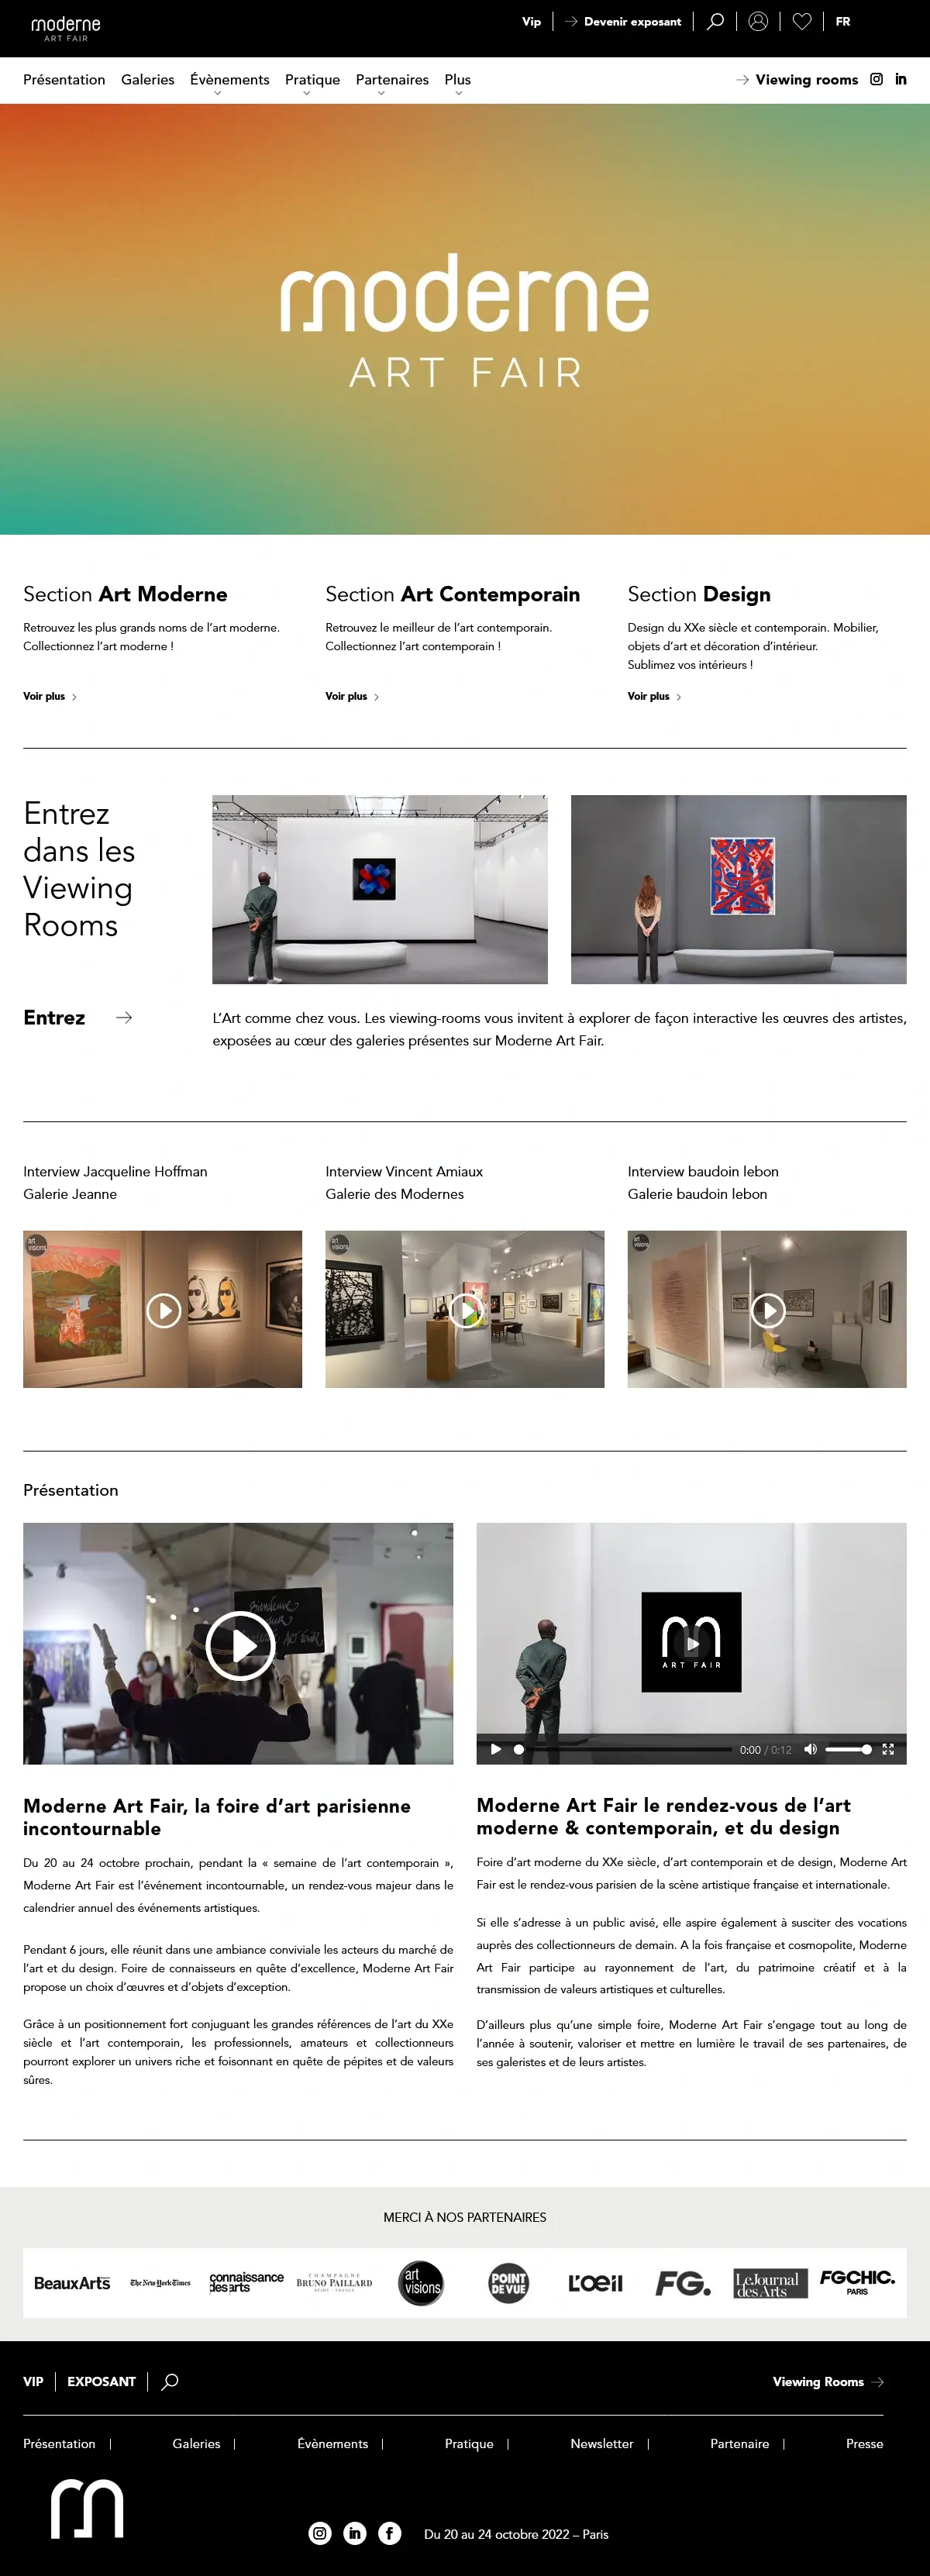 moderne
ART FAIR
Vip
Devenir exposant
FR
Présentation Galeries Évènements Pratique Partenaires Plus
Viewing rooms
moderne
ART FAIR
Section Art Moderne
Retrouvez les plus grands noms de l'art moderne.
Collectionnez l'art moderne !
Voir plus
Section Art Contemporain
Retrouvez le meilleur de l'art contemporain.
Collectionnez l'art contemporain !
Voir plus
Section Design
Design du XXe siècle et contemporain. Mobilier,
objets d'art et décoration d'intérieur.
Sublimez vos intérieurs !
Voir plus
Entrez
dans les
Viewing
Rooms
Entrez
L'Art comme chez vous. Les viewing-rooms vous invitent à explorer de façon interactive les œuvres des artistes,
exposées au cœur des galeries présentes sur Moderne Art Fair.
Interview Jacqueline Hoffman
Galerie Jeanne
art
visions
Interview Vincent Amiaux
Galerie des Modernes
art
visions
Interview baudoin lebon
Galerie baudoin lebon
art
visions
Présentation
Bienvenue
ART FAIR
0:00 / 0:12
Moderne Art Fair, la foire d'art parisienne
incontournable
Du 20 au 24 octobre prochain, pendant la « semaine de l'art contemporain »,
Moderne Art Fair est l'événement incontournable, un rendez-vous majeur dans le
calendrier annuel des événements artistiques.
Pendant 6 jours, elle réunit dans une ambiance conviviale les acteurs du marché de
l'art et du design. Foire de connaisseurs en quête d'excellence, Moderne Art Fair
propose un choix d'œuvres et d'objets d'exception.
Grâce à un positionnement fort conjuguant les grandes références de l'art du XXe
siècle et l'art contemporain, les professionnels, amateurs et collectionneurs
pourront explorer un univers riche et foisonnant en quête de pépites et de valeurs
sûres.
Moderne Art Fair le rendez-vous de l'art
moderne & contemporain, et du design
Foire d'art moderne du XXe siècle, d'art contemporain et de design, Moderne Art
Fair est le rendez-vous parisien de la scène artistique française et internationale.
Si elle s'adresse à un public avisé, elle aspire également à susciter des vocations
auprès des collectionneurs de demain. A la fois française et cosmopolite, Moderne
Art Fair participe au rayonnement de l'art, du patrimoine créatif et à la
transmission de valeurs artistiques et culturelles.
D'ailleurs plus qu'une simple foire, Moderne Art Fair s'engage tout au long de
l'année à soutenir, valoriser et mettre en lumière le travail de ses partenaires, de
ses galeristes et de leurs artistes.
MERCI À NOS PARTENAIRES
BeauxArts
The New York Times
connaissance
des arts
CHAMPAGNE
BRUNO PAILLARD
REIMS - FRANCE
art
visions
POINT
DE VUE
L'ŒIL
FG.
Le Journal
des Arts
FGCHIC.
PARIS
VIP
EXPOSANT
Viewing Rooms
Présentation | Galeries | Évènements | Pratique | Newsletter | Partenaire | Presse
Du 20 au 24 octobre 2022 – Paris